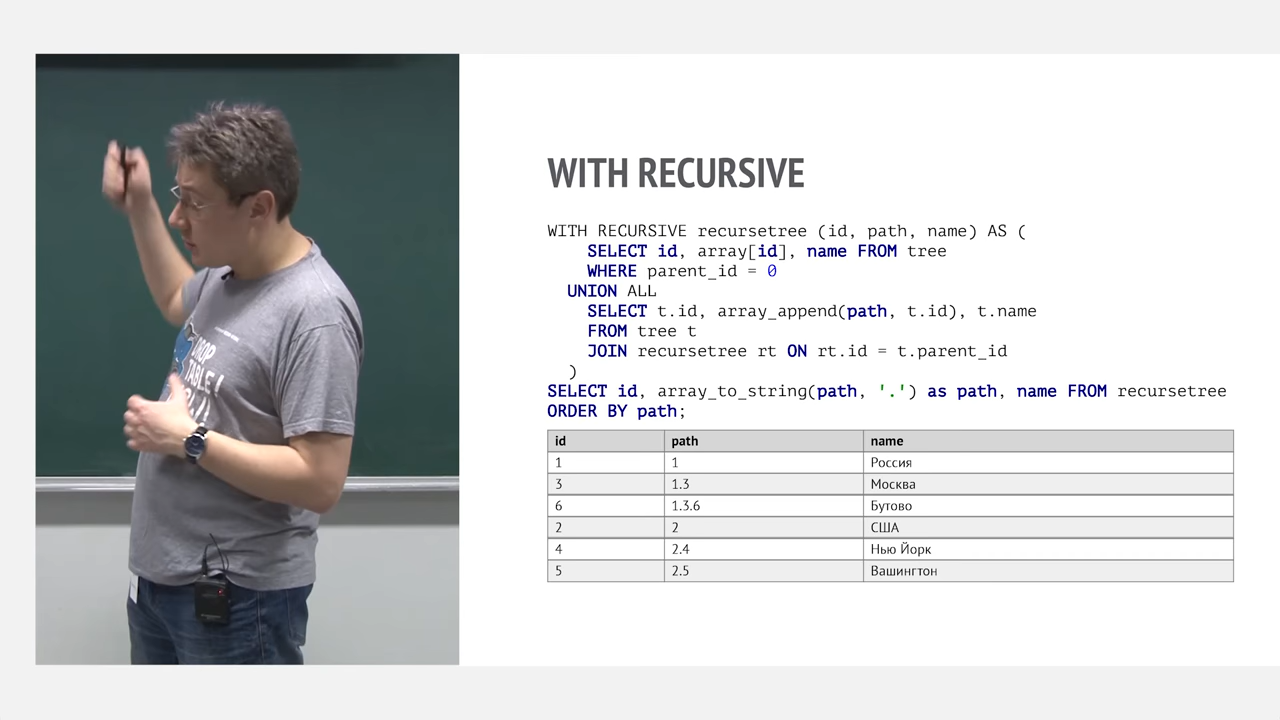 DROP
TABLE!
WITH RECURSIVE
WITH RECURSIVE recursetree (id, path, name) AS (
SELECT id, array[id], name FROM tree
WHERE parent_id = 0
UNION ALL
SELECT t.id, array_append(path, t.id), t.name
FROM tree t
JOIN recursetree rt ON rt.id = t.parent_id
)
SELECT id, array_to_string(path, '.') as path, name FROM recursetree
ORDER BY path;
id path name
1 1 Россия
3 1.3 Москва
6 1.3.6 Бутово
2 2 США
4 2.4 Нью Йорк
5 2.5 Вашингтон